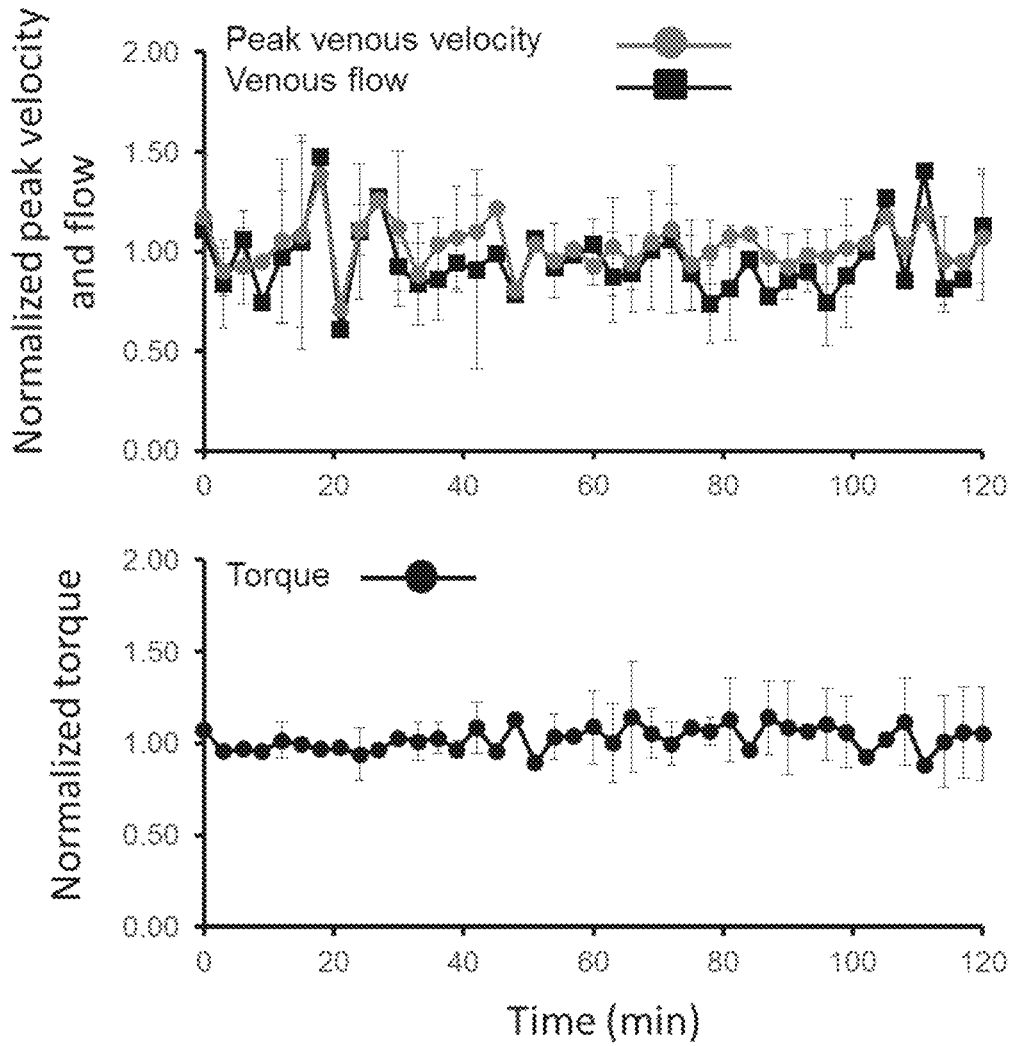 Normalized peak velocity
and flow
2.00
1.50
1.00
0.50
0.00
Peak venous velocity
Venous flow
0 20 40 60 80 100 120
Normalized torque
2.00
1.50
1.00
0.50
0.00
Torque
0 20 40 60 80 100 120
Time (min)